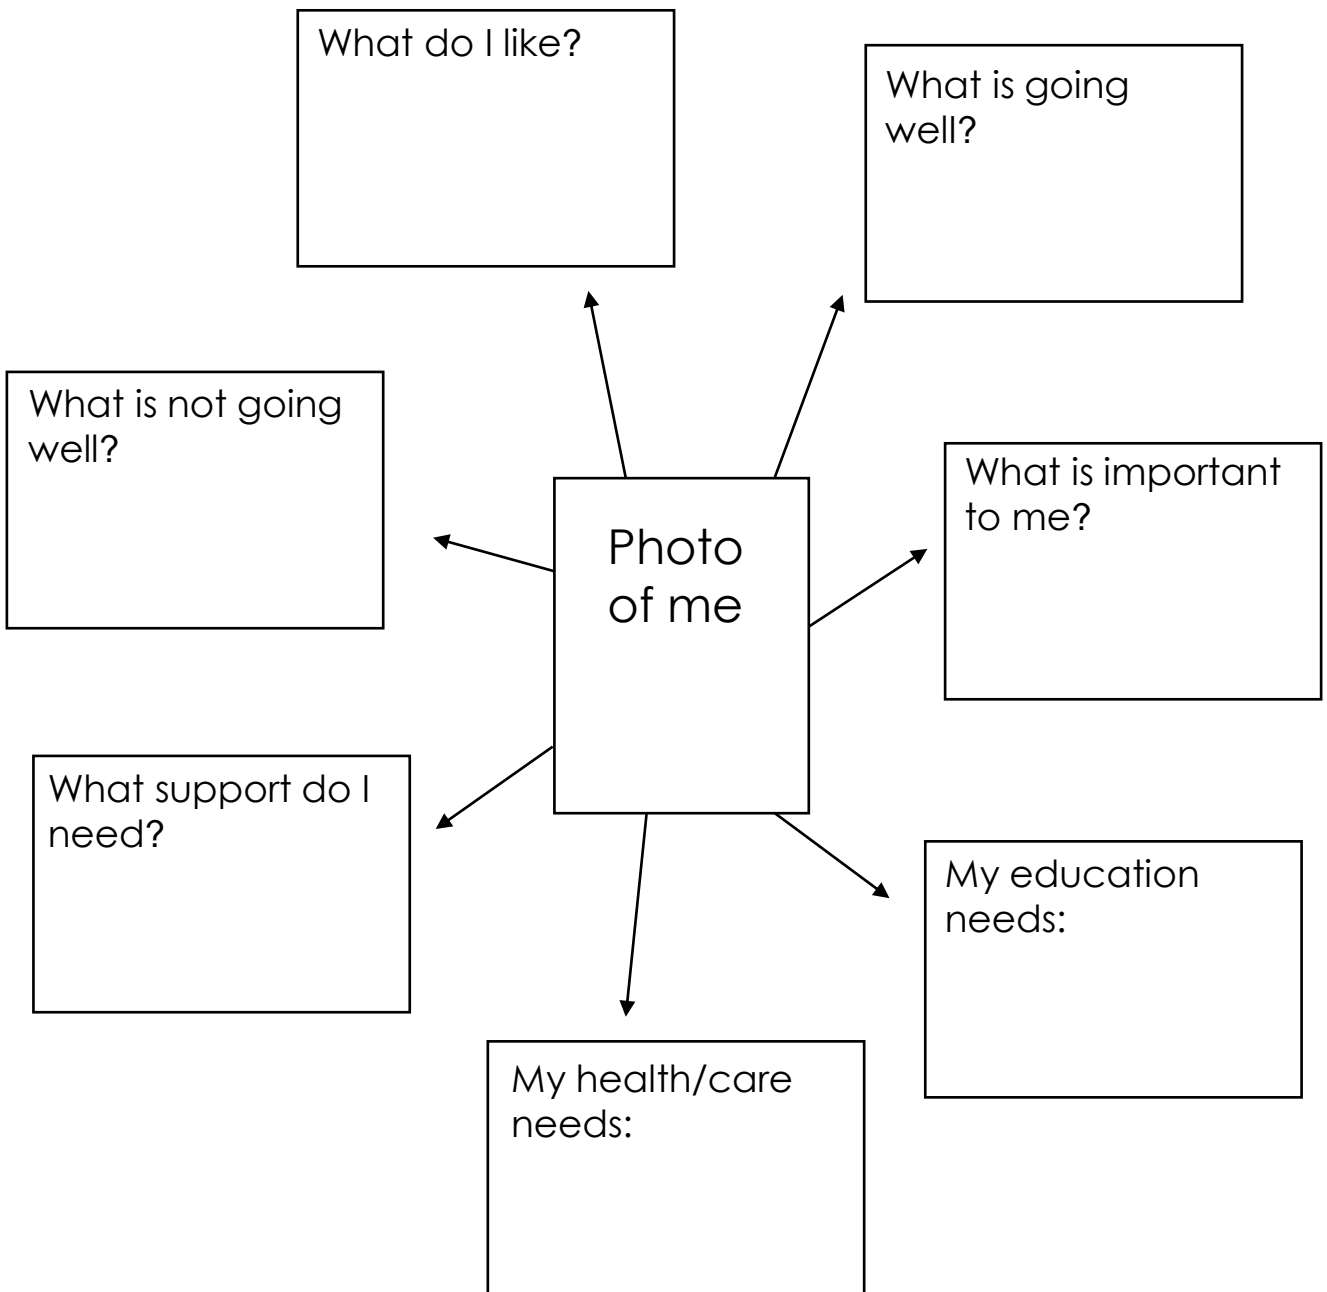 What do I like?
What is going
well?
What is not going
well?
What is important
to me?
Photo
of me
What support do I
need?
My education
needs:
My health/care
needs: